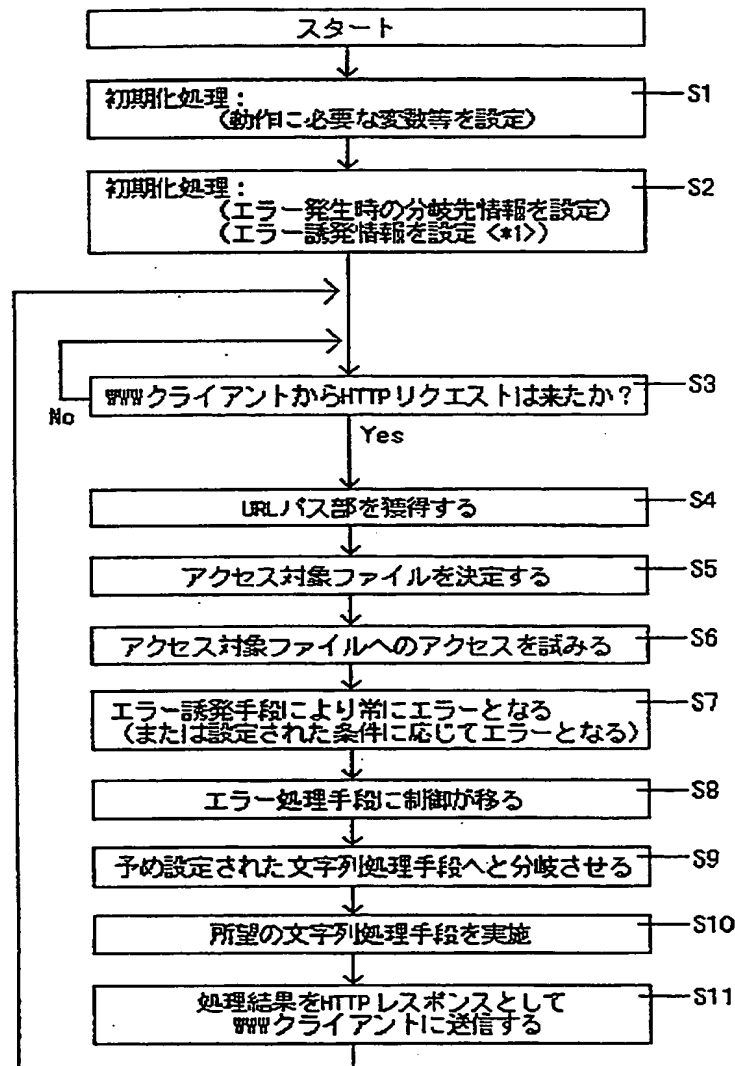 スタート
初期化処理：
（動作に必要な変数等を設定）
S1
初期化処理：
（エラー発生時の分岐先情報を設定）
（エラー誘発情報を設定 <*1>）
S2
WWWクライアントからHTTPリクエストは来たか？
S3
No
Yes
URLパス部を獲得する
S4
アクセス対象ファイルを決定する
S5
アクセス対象ファイルへのアクセスを試みる
S6
エラー誘発手段により常にエラーとなる
（または設定された条件に応じてエラーとなる）
S7
エラー処理手段に制御が移る
S8
予め設定された文字列処理手段へと分岐させる
S9
所望の文字列処理手段を実施
S10
処理結果をHTTPレスポンスとして
WWWクライアントに送信する
S11